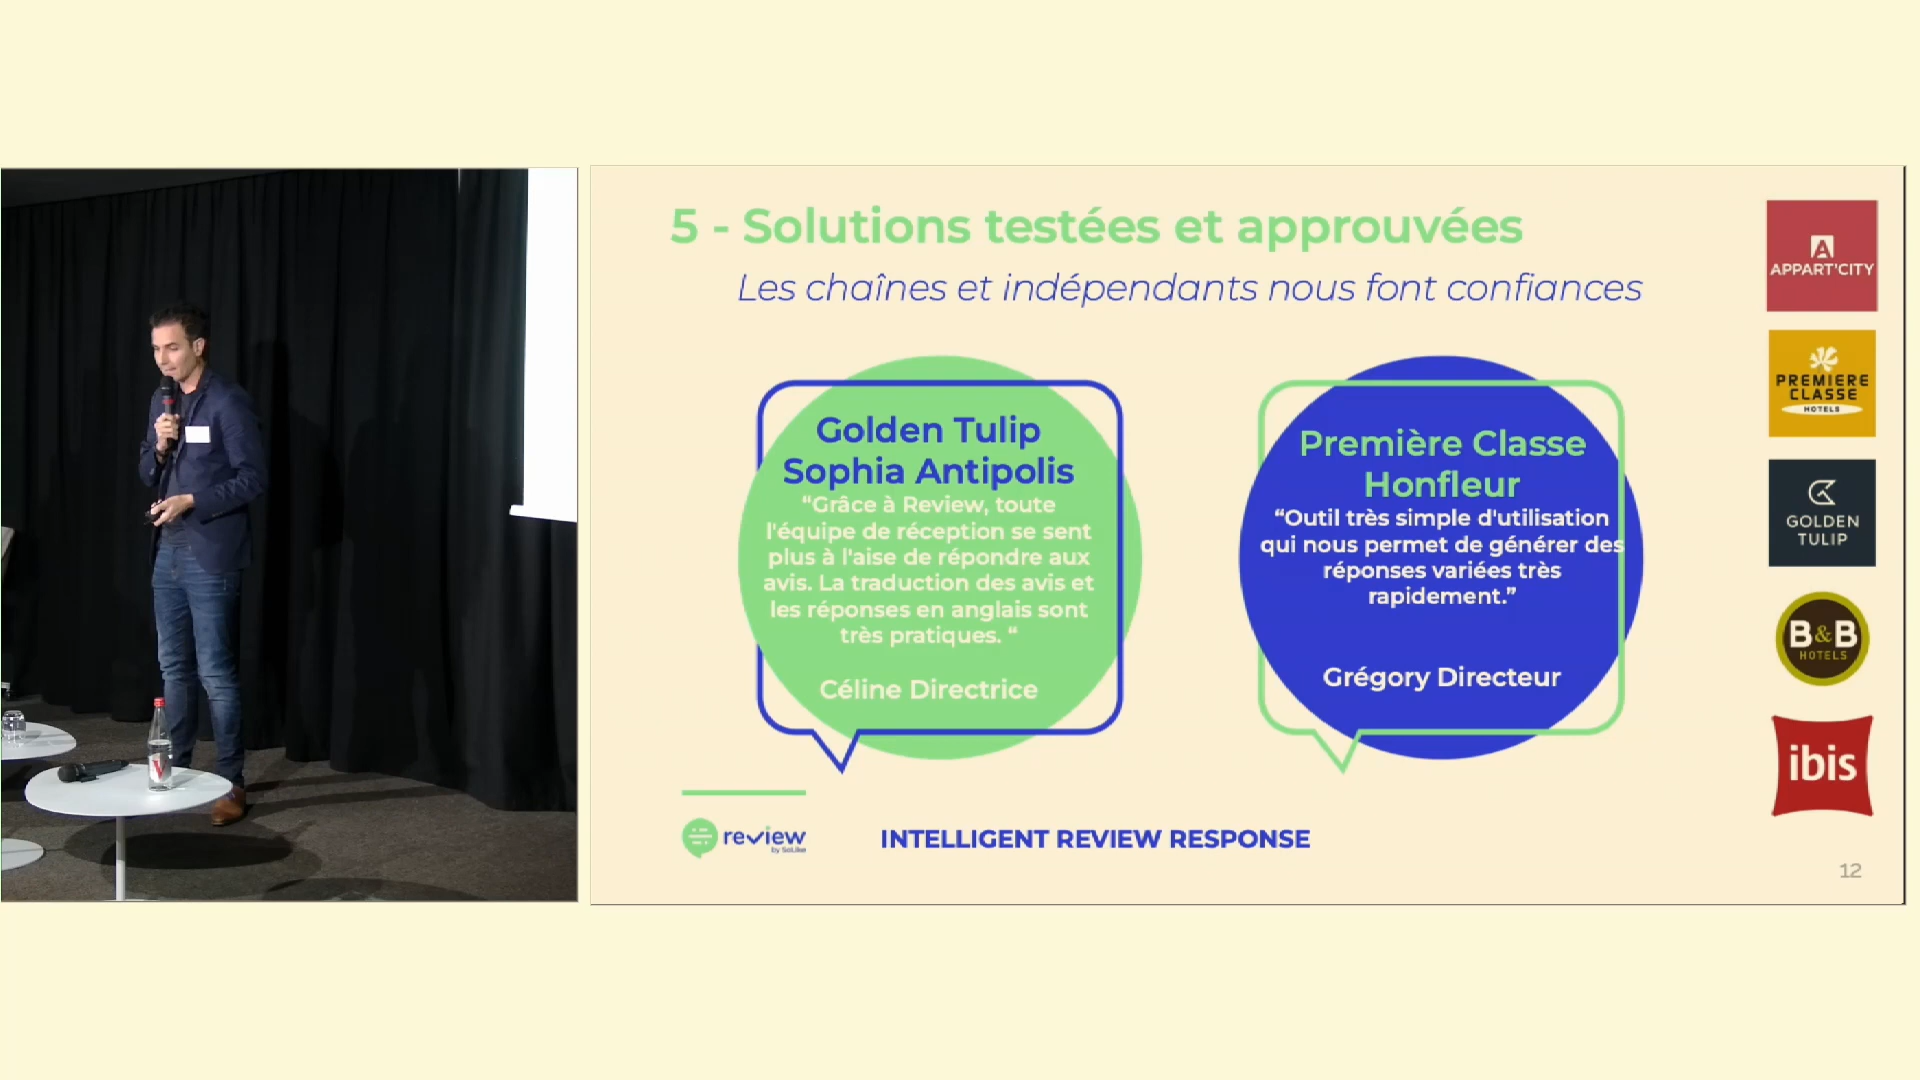 5 - Solutions testées et approuvées
Les chaînes et indépendants nous font confiances
Golden Tulip
Sophia Antipolis
“Grâce à Review, toute
l'équipe de réception se sent
plus à l'aise de répondre aux
avis. La traduction des avis et
les réponses en anglais sont
très pratiques. “
Céline Directrice
Première Classe
Honfleur
“Outil très simple d'utilisation
qui nous permet de générer des
réponses variées très
rapidement.”
Grégory Directeur
A
APPART'CITY
PREMIERE
CLASSE
HOTELS
GOLDEN
TULIP
B&B
HOTELS
ibis
review
by SoLike
INTELLIGENT REVIEW RESPONSE
12